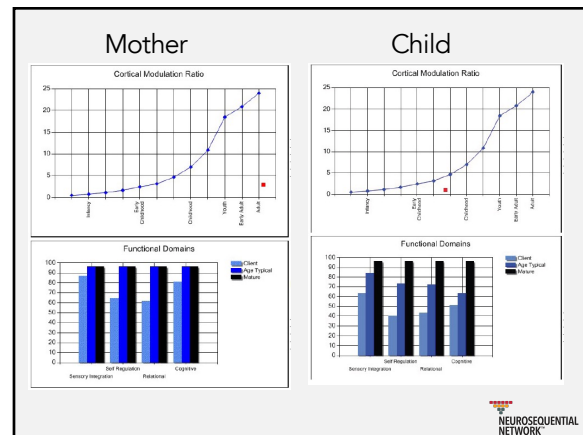 Mother
Child
Cortical Modulation Ratio
25
20
15
10
5
0
Infancy
Early
Childhood
Childhood
Youth
Early Adult
Adult
Cortical Modulation Ratio
25
20
15
10
5
0
Infancy
Early
Childhood
Childhood
Youth
Early Adult
Adult
Functional Domains
100
90
80
70
60
50
40
30
20
10
0
Client
Age Typical
Mature
Self Regulation
Cognitive
Sensory Integration
Relational
Functional Domains
100
90
80
70
60
50
40
30
20
10
0
Client
Age Typical
Mature
Self Regulation
Cognitive
Sensory Integration
Relational
NEUROSEQUENTIAL
NETWORK™